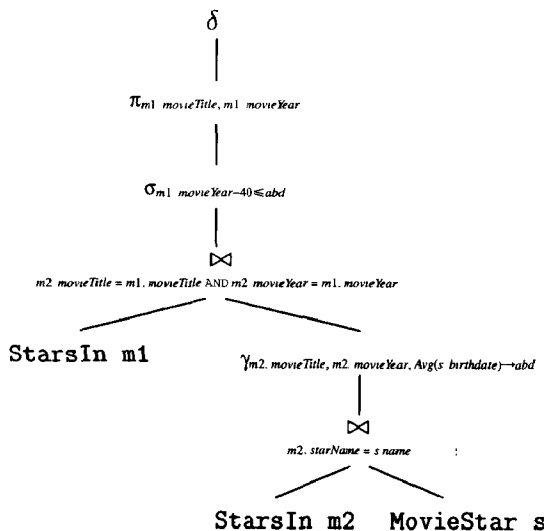 δ
π m1 movieTitle, m1 movieYear
σ m1 movieYear−40 ≤ abd
⋈
m2 movieTitle = m1. movieTitle AND m2 movieYear = m1. movieYear
StarsIn m1
γ m2. movieTitle, m2. movieYear, Avg(s birthdate)→abd
⋈
m2. starName = s name
StarsIn m2 MovieStar s